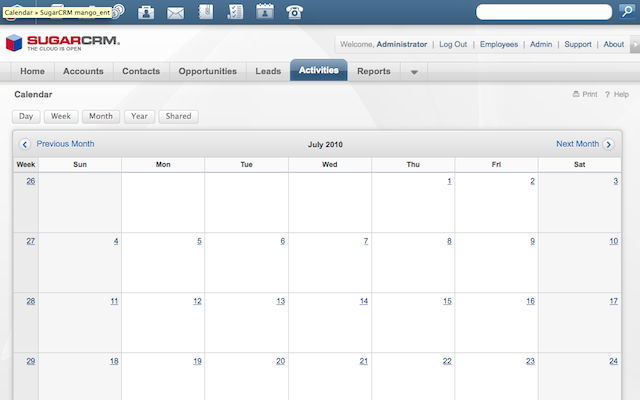 Calendar » SugarCRM mango_ent
SUGARCRM®
THE CLOUD IS OPEN
Welcome, Administrator | Log Out | Employees | Admin | Support | About
Home Accounts Contacts Opportunities Leads Activities Reports
Calendar
Print ? Help
Day Week Month Year Shared
Previous Month July 2010 Next Month
Week Sun Mon Tue Wed Thu Fri Sat
26 1 2 3
27 4 5 6 7 8 9 10
28 11 12 13 14 15 16 17
29 18 19 20 21 22 23 24